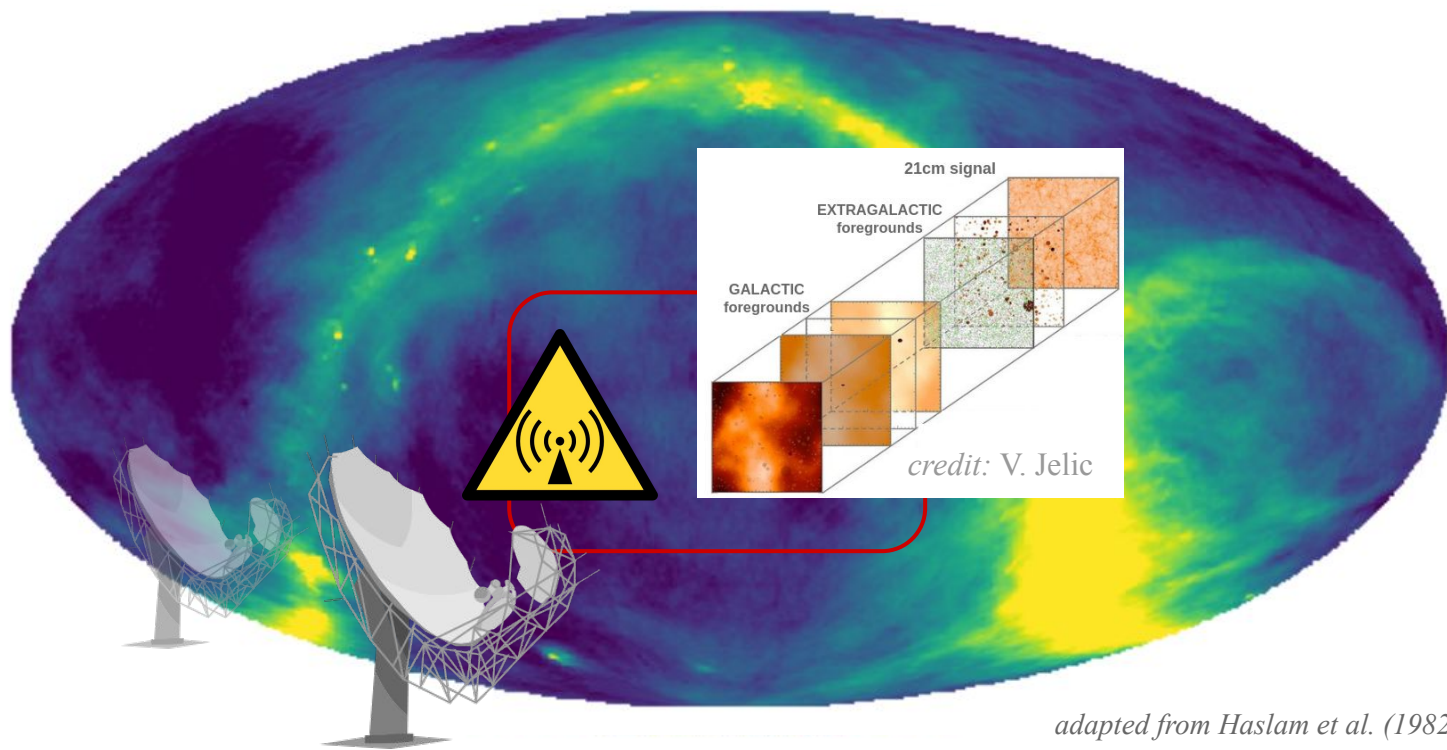 21cm signal
EXTRAGALACTIC
foregrounds
GALACTIC
foregrounds
credit: V. Jelic
adapted from Haslam et al. (1982